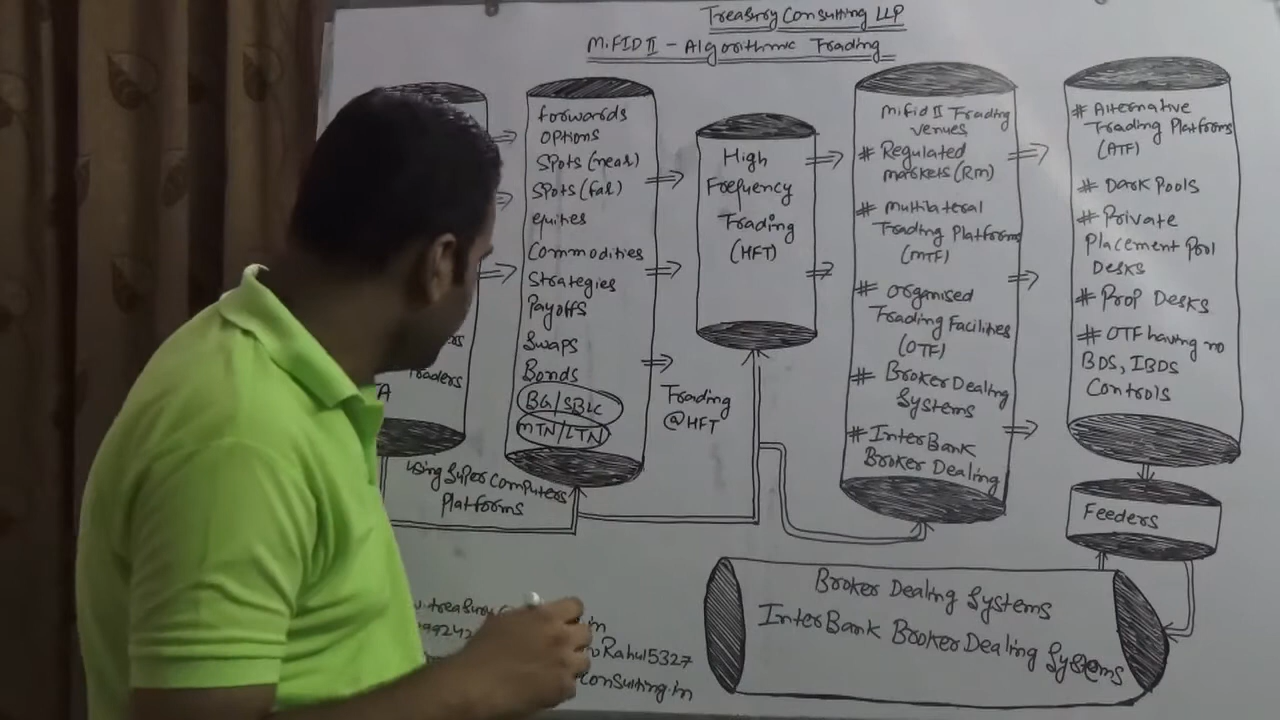 Treasury Consulting LLP
MiFID II - Algorithmic Trading
Traders
A
using Super Computers
Platforms
Forwards
Options
Spots (near)
Spots (far)
equities
Commodities
Strategies
Payoffs
Swaps
Bonds
BG/SBLC
MTN/LTN
Trading
@HFT
High
Frequency
Trading
(HFT)
Mifid II Trading
venues
# Regulated
markets (RM)
# Multilateral
Trading Platforms
(MTF)
# organised
Trading Facilities
(OTF)
# Broker Dealing
Systems
# InterBank
Broker Dealing
# Alternative
Trading Platforms
(ATF)
# Dark Pools
# Private
Placement Pool
Desks
# Prop Desks
# OTF having no
BDS, IBDS
Controls
Feeders
Broker Dealing Systems
InterBank Broker Dealing Systems
Rahul5327
consulting.in